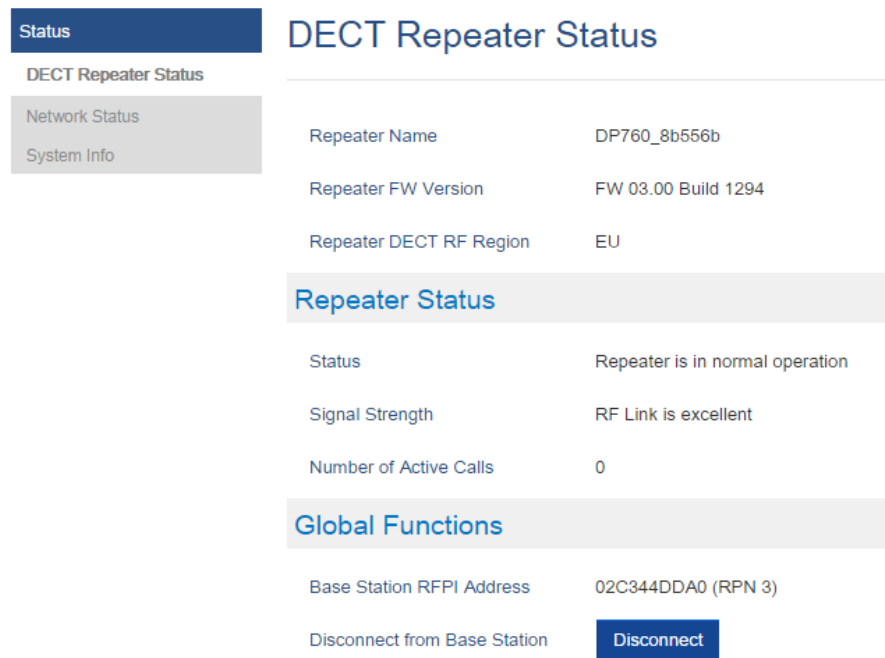 Status
DECT Repeater Status
Network Status
System Info
DECT Repeater Status
Repeater Name DP760_8b556b
Repeater FW Version FW 03.00 Build 1294
Repeater DECT RF Region EU
Repeater Status
Status Repeater is in normal operation
Signal Strength RF Link is excellent
Number of Active Calls 0
Global Functions
Base Station RFPI Address 02C344DDA0 (RPN 3)
Disconnect from Base Station Disconnect